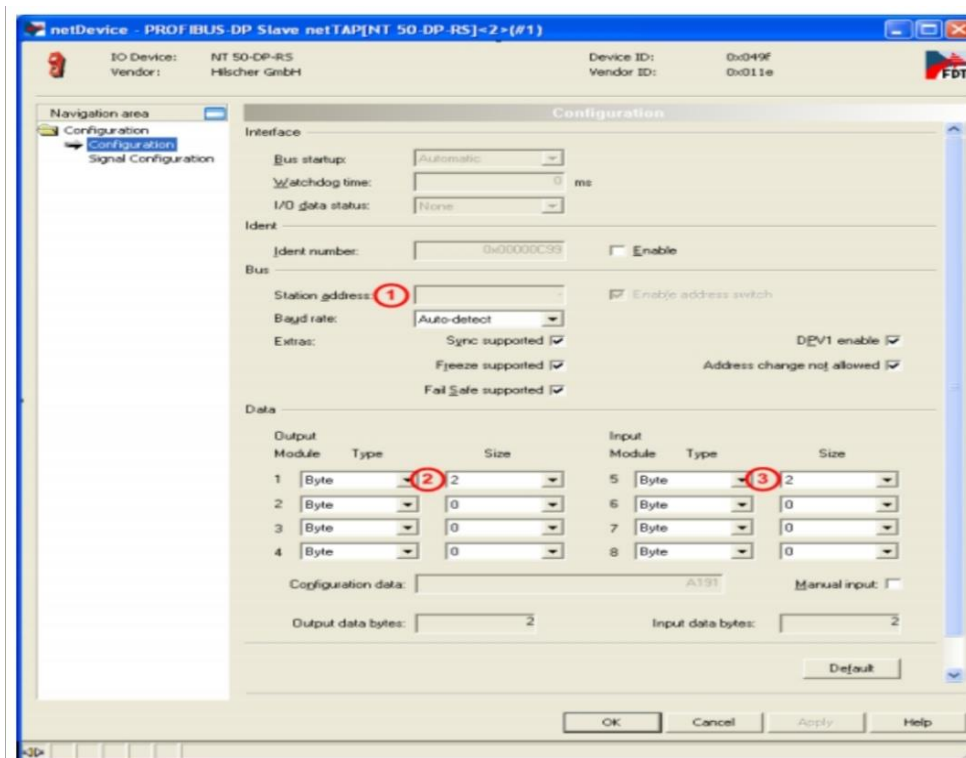 netDevice - PROFIBUS-DP Slave netTAP[NT 50-DP-RS]<2>(#1)
IO Device: NT 50-DP-RS Device ID: 0x049f
Vendor: Hilscher GmbH Vendor ID: 0x011e
FDT
Navigation area
Configuration
Configuration
Configuration
Signal Configuration
Interface
Bus startup: Automatic
Watchdog time: 0 ms
I/O data status: None
Ident
Ident number: 0x00000C99 Enable
Bus
Station address: 1 Enable address switch
Baud rate: Auto-detect
Extras: Sync supported DPV1 enable
Freeze supported Address change not allowed
Fail Safe supported
Data
Output Input
Module Type Size Module Type Size
1 Byte 2 2 5 Byte 3 2
2 Byte 0 6 Byte 0
3 Byte 0 7 Byte 0
4 Byte 0 8 Byte 0
Configuration data: A191 Manual input:
Output data bytes: 2 Input data bytes: 2
Default
OK Cancel Apply Help